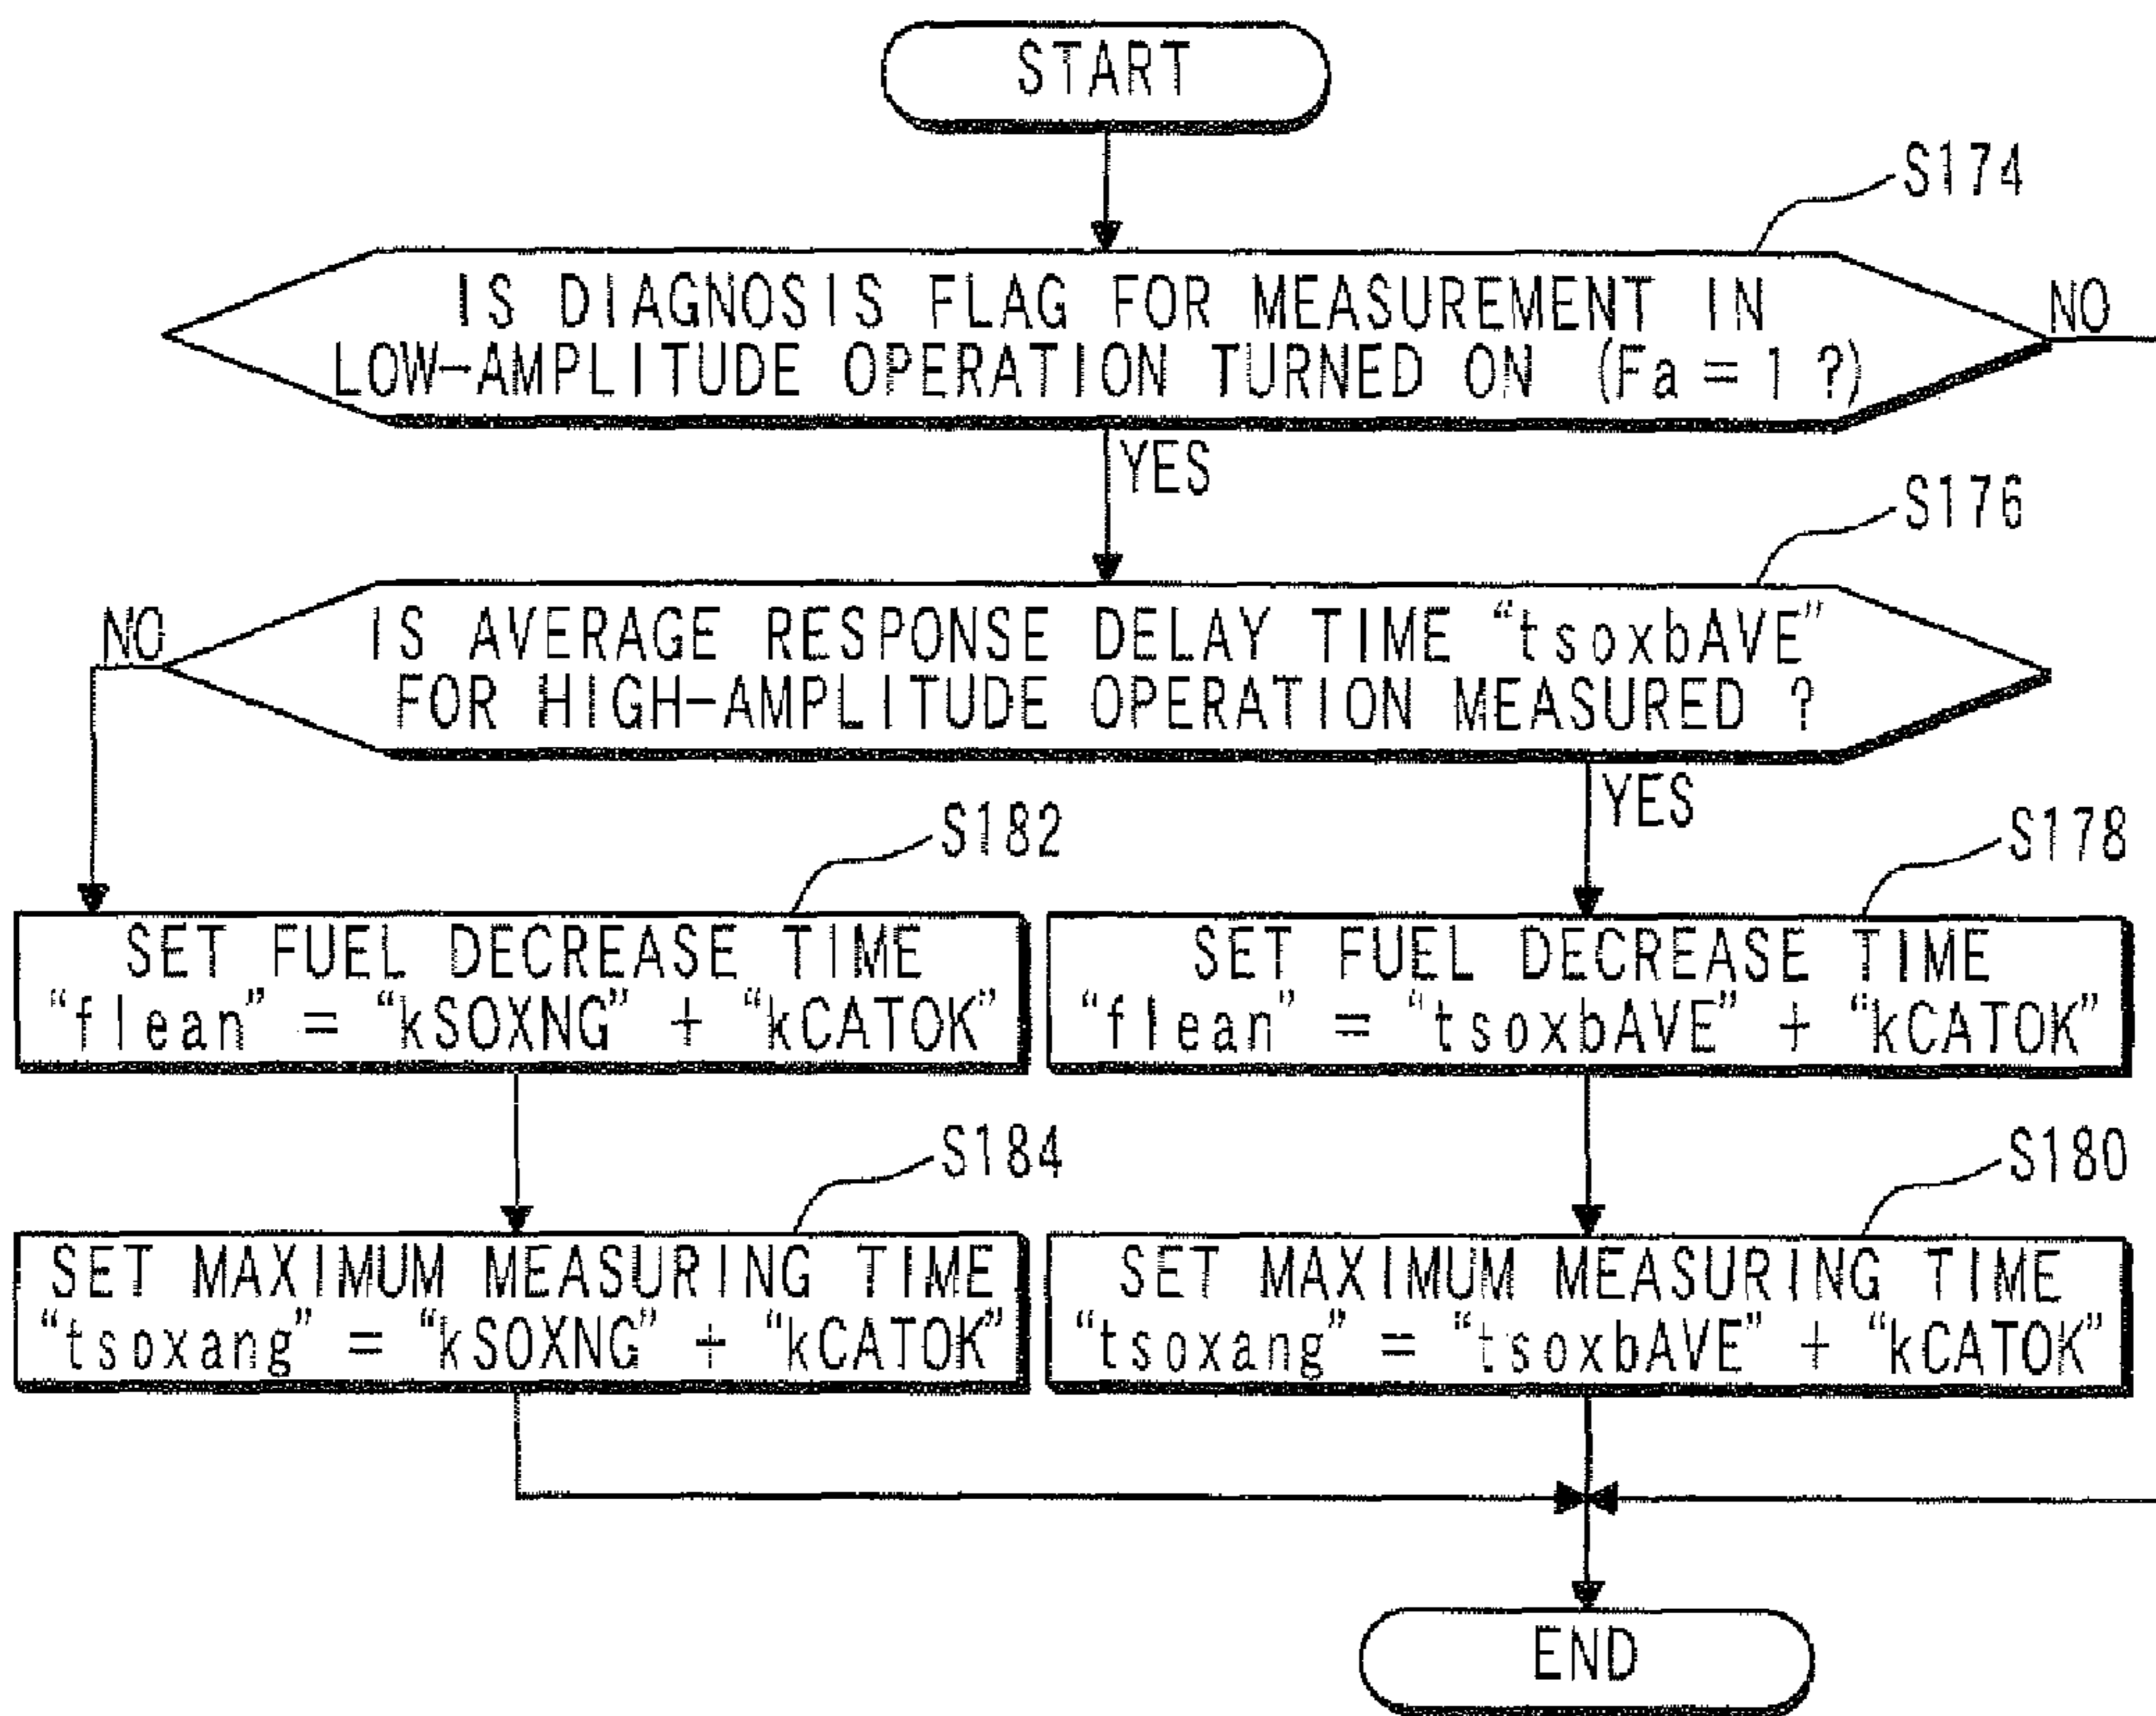 START
S174
IS DIAGNOSIS FLAG FOR MEASUREMENT IN
LOW-AMPLITUDE OPERATION TURNED ON (Fa = 1 ?)
NO
YES
S176
IS AVERAGE RESPONSE DELAY TIME “tsoxbAVE”
FOR HIGH-AMPLITUDE OPERATION MEASURED ?
NO
YES
S182
SET FUEL DECREASE TIME
“flean” = “kSOXNG” + “kCATOK”
S178
SET FUEL DECREASE TIME
“flean” = “tsoxbAVE” + “kCATOK”
S184
SET MAXIMUM MEASURING TIME
“tsoxang” = “kSOXNG” + “kCATOK”
S180
SET MAXIMUM MEASURING TIME
“tsoxang” = “tsoxbAVE” + “kCATOK”
END